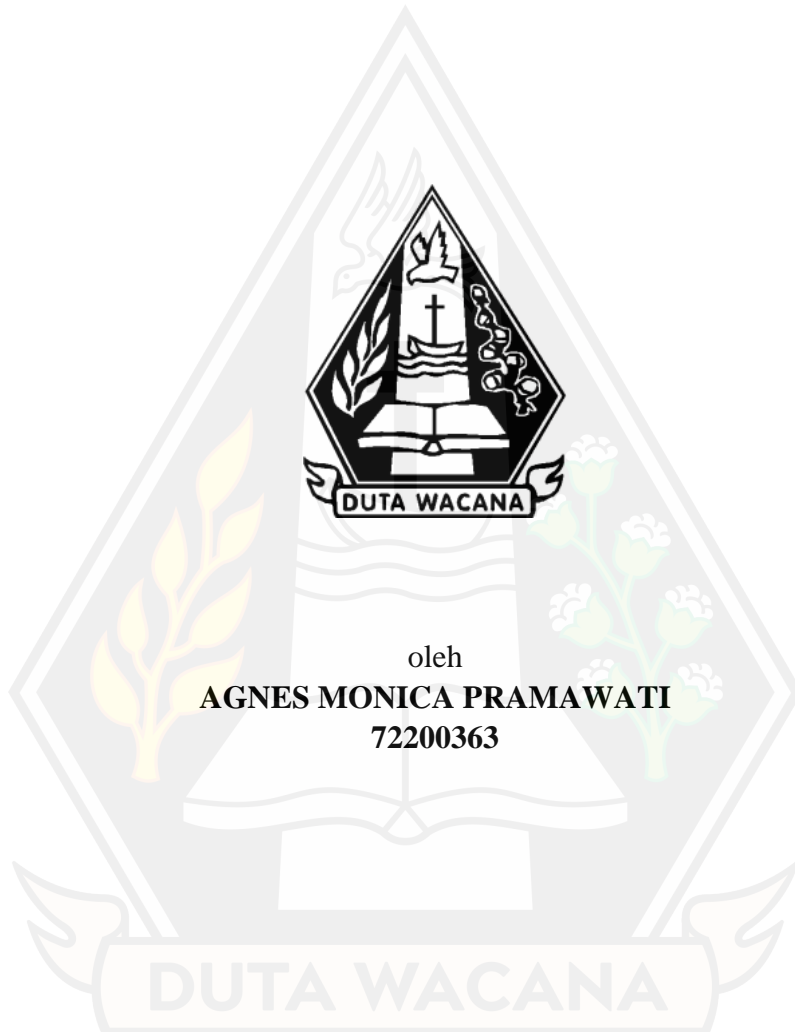 DUTA WACANA
oleh
AGNES MONICA PRAMAWATI
72200363
DUTA WACANA